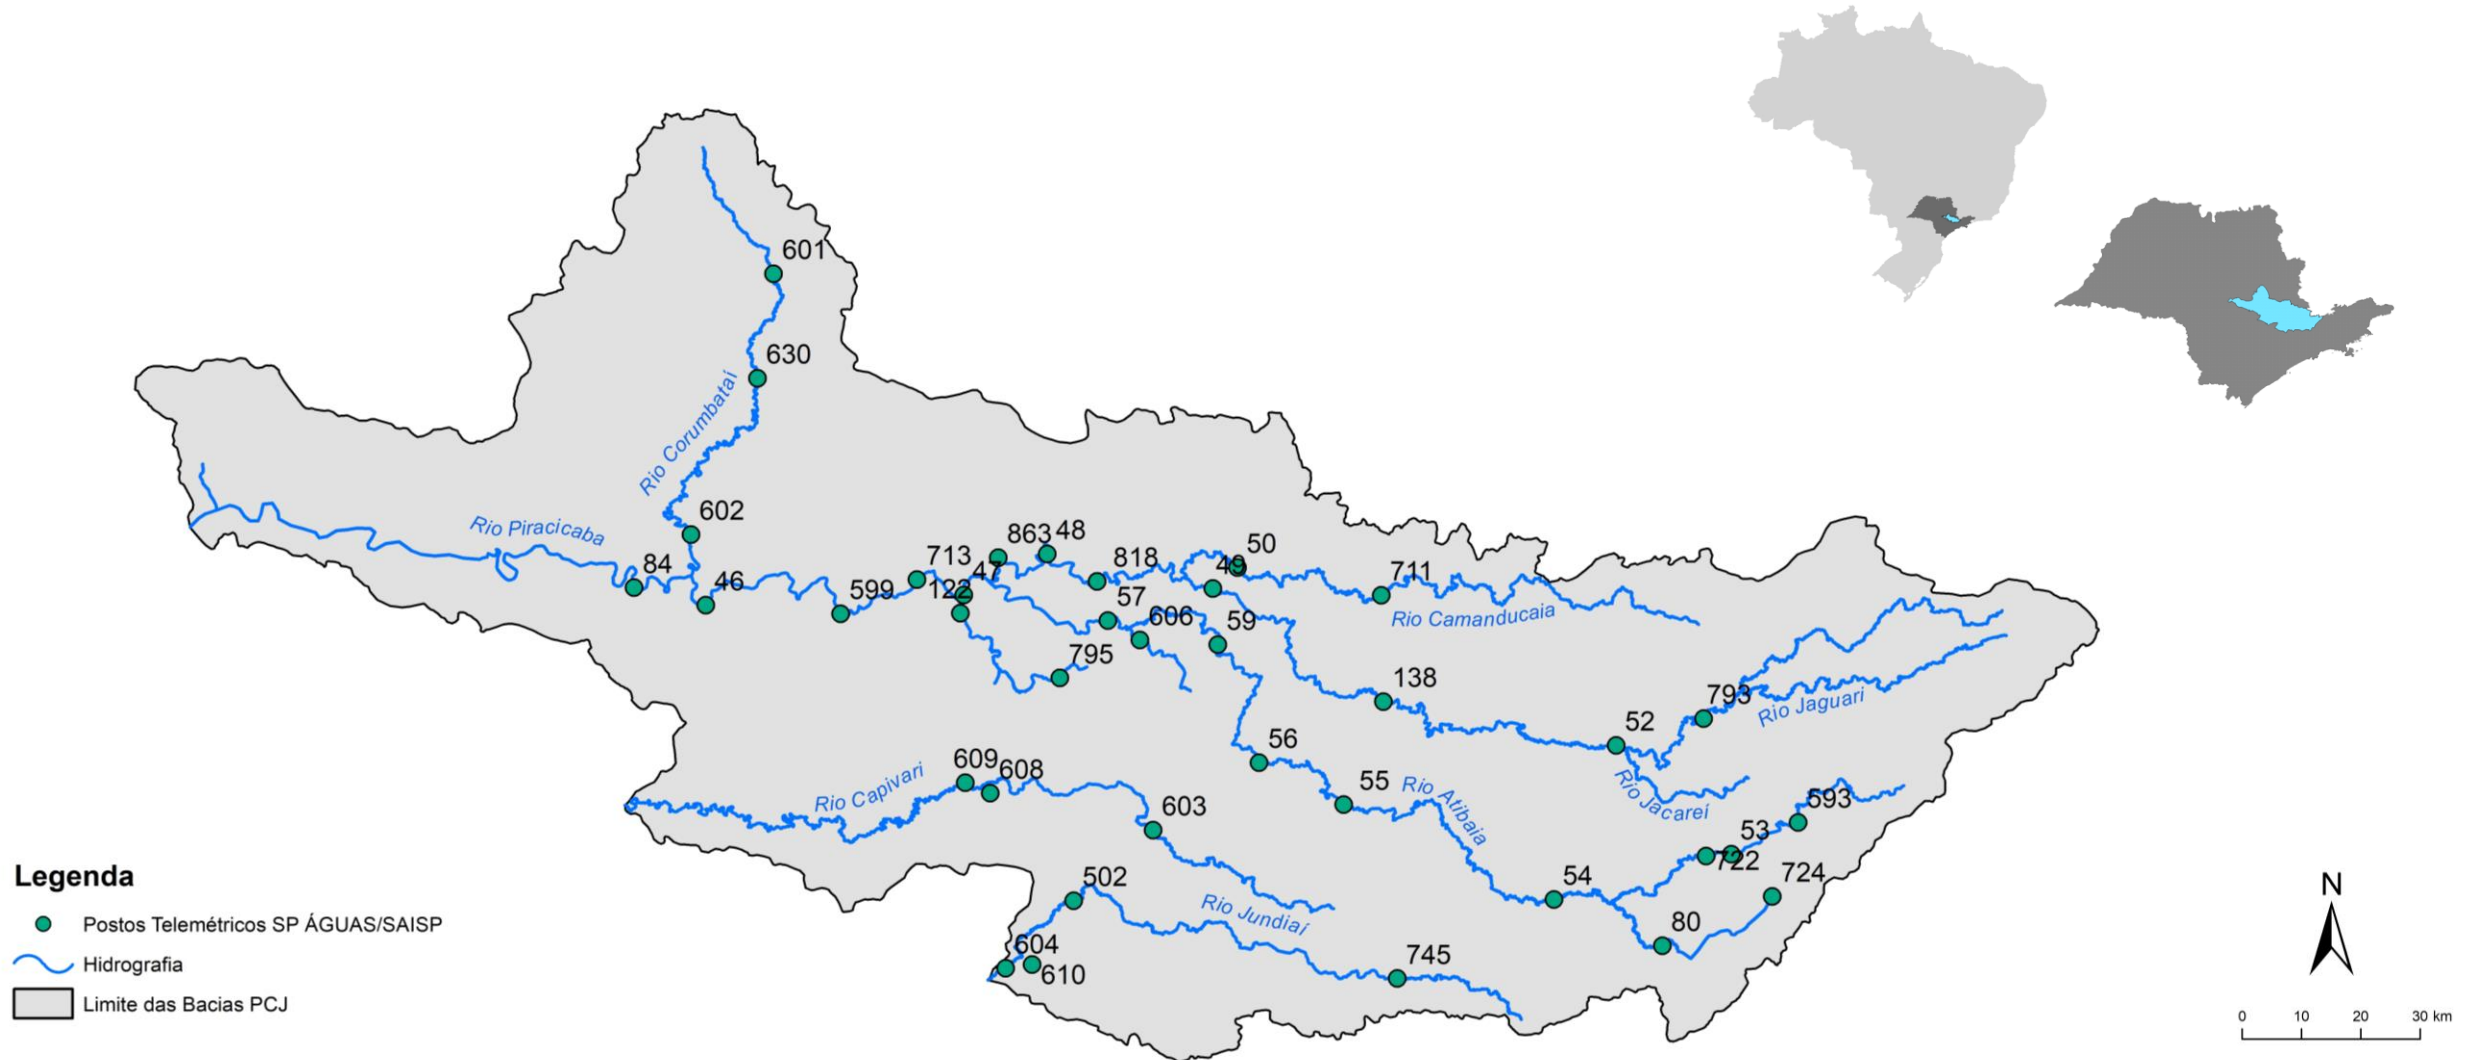 601
630
Rio Corumbataí
602
Rio Piracicaba
84
46
599
713
122
47
863
48
818
57
606
795
49
50
59
711
Rio Camanducaia
138
52
793
Rio Jaguari
Rio Jacareí
56
55
Rio Atibaia
593
53
722
724
54
80
609
608
Rio Capivari
603
502
Rio Jundiaí
604
610
745
Legenda
Postos Telemétricos SP ÁGUAS/SAISP
Hidrografia
Limite das Bacias PCJ
N
0 10 20 30 km